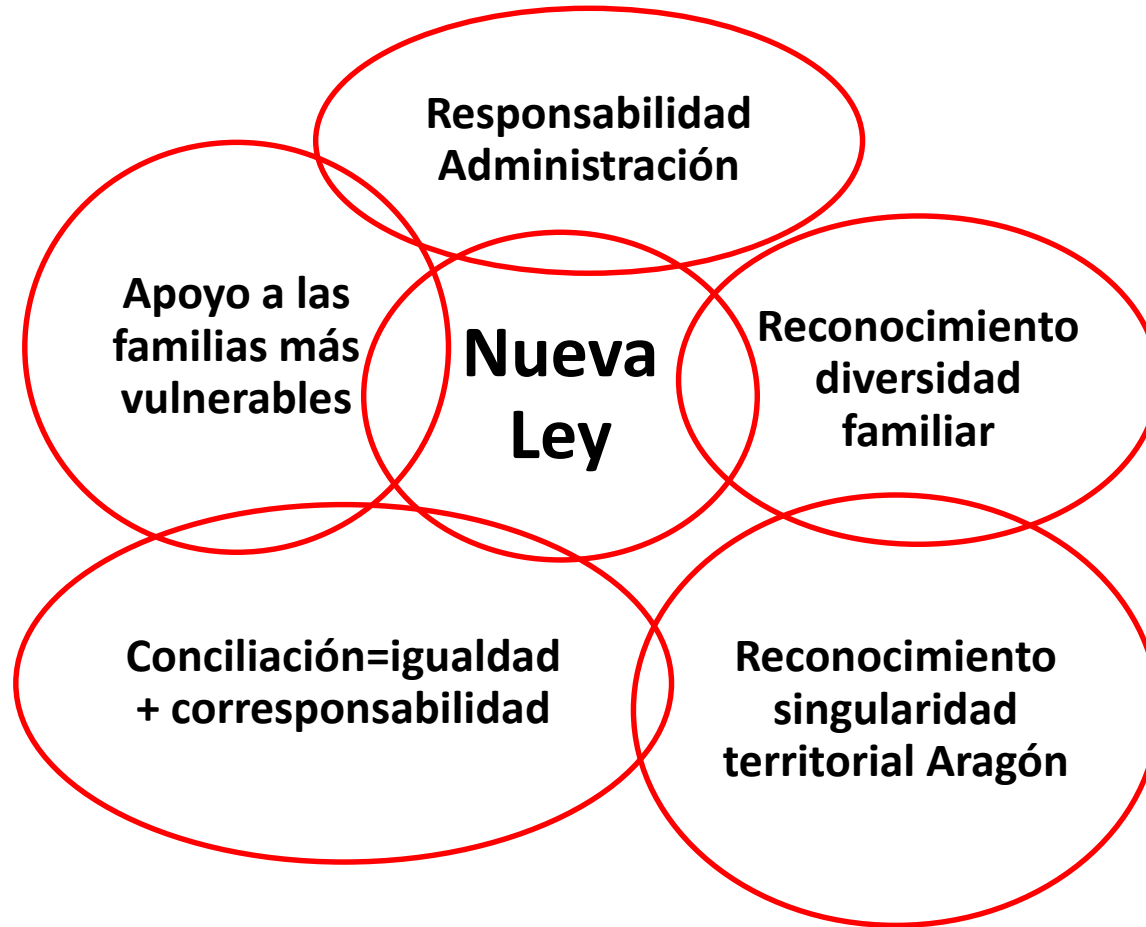 Responsabilidad
Administración
Apoyo a las
familias más
vulnerables
Nueva
Ley
Reconocimiento
diversidad
familiar
Conciliación=igualdad
+ corresponsabilidad
Reconocimiento
singularidad
territorial Aragón